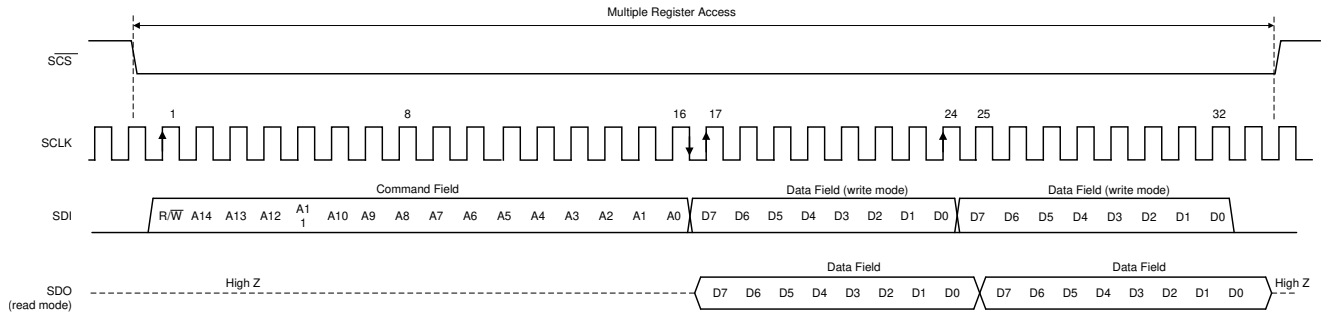 Multiple Register Access
SCS
1 8 16 17 24 25 32
SCLK
Command Field Data Field (write mode) Data Field (write mode)
SDI R/W A14 A13 A12 A1 A10 A9 A8 A7 A6 A5 A4 A3 A2 A1 A0 D7 D6 D5 D4 D3 D2 D1 D0 D7 D6 D5 D4 D3 D2 D1 D0
1
Data Field Data Field
High Z High Z
SDO D7 D6 D5 D4 D3 D2 D1 D0 D7 D6 D5 D4 D3 D2 D1 D0
(read mode)